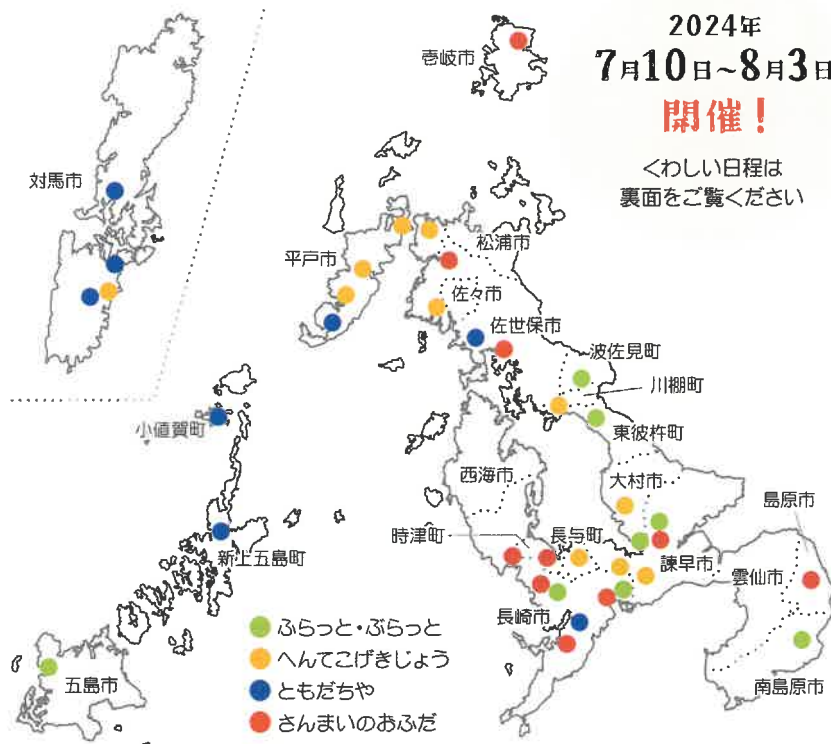 2024年
7月10日~8月3日
開催！
くわしい日程は
裏面をご覧ください
壱岐市
対馬市
松浦市
平戸市
佐々市
佐世保市
波佐見町
川棚町
小値賀町
東彼杵町
西海市
大村市
島原市
時津町
長与町
諫早市
雲仙市
新上五島町
長崎市
五島市
南島原市
ふらっと・ぶらっと
へんてこげきじょう
ともだちや
さんまいのおふだ